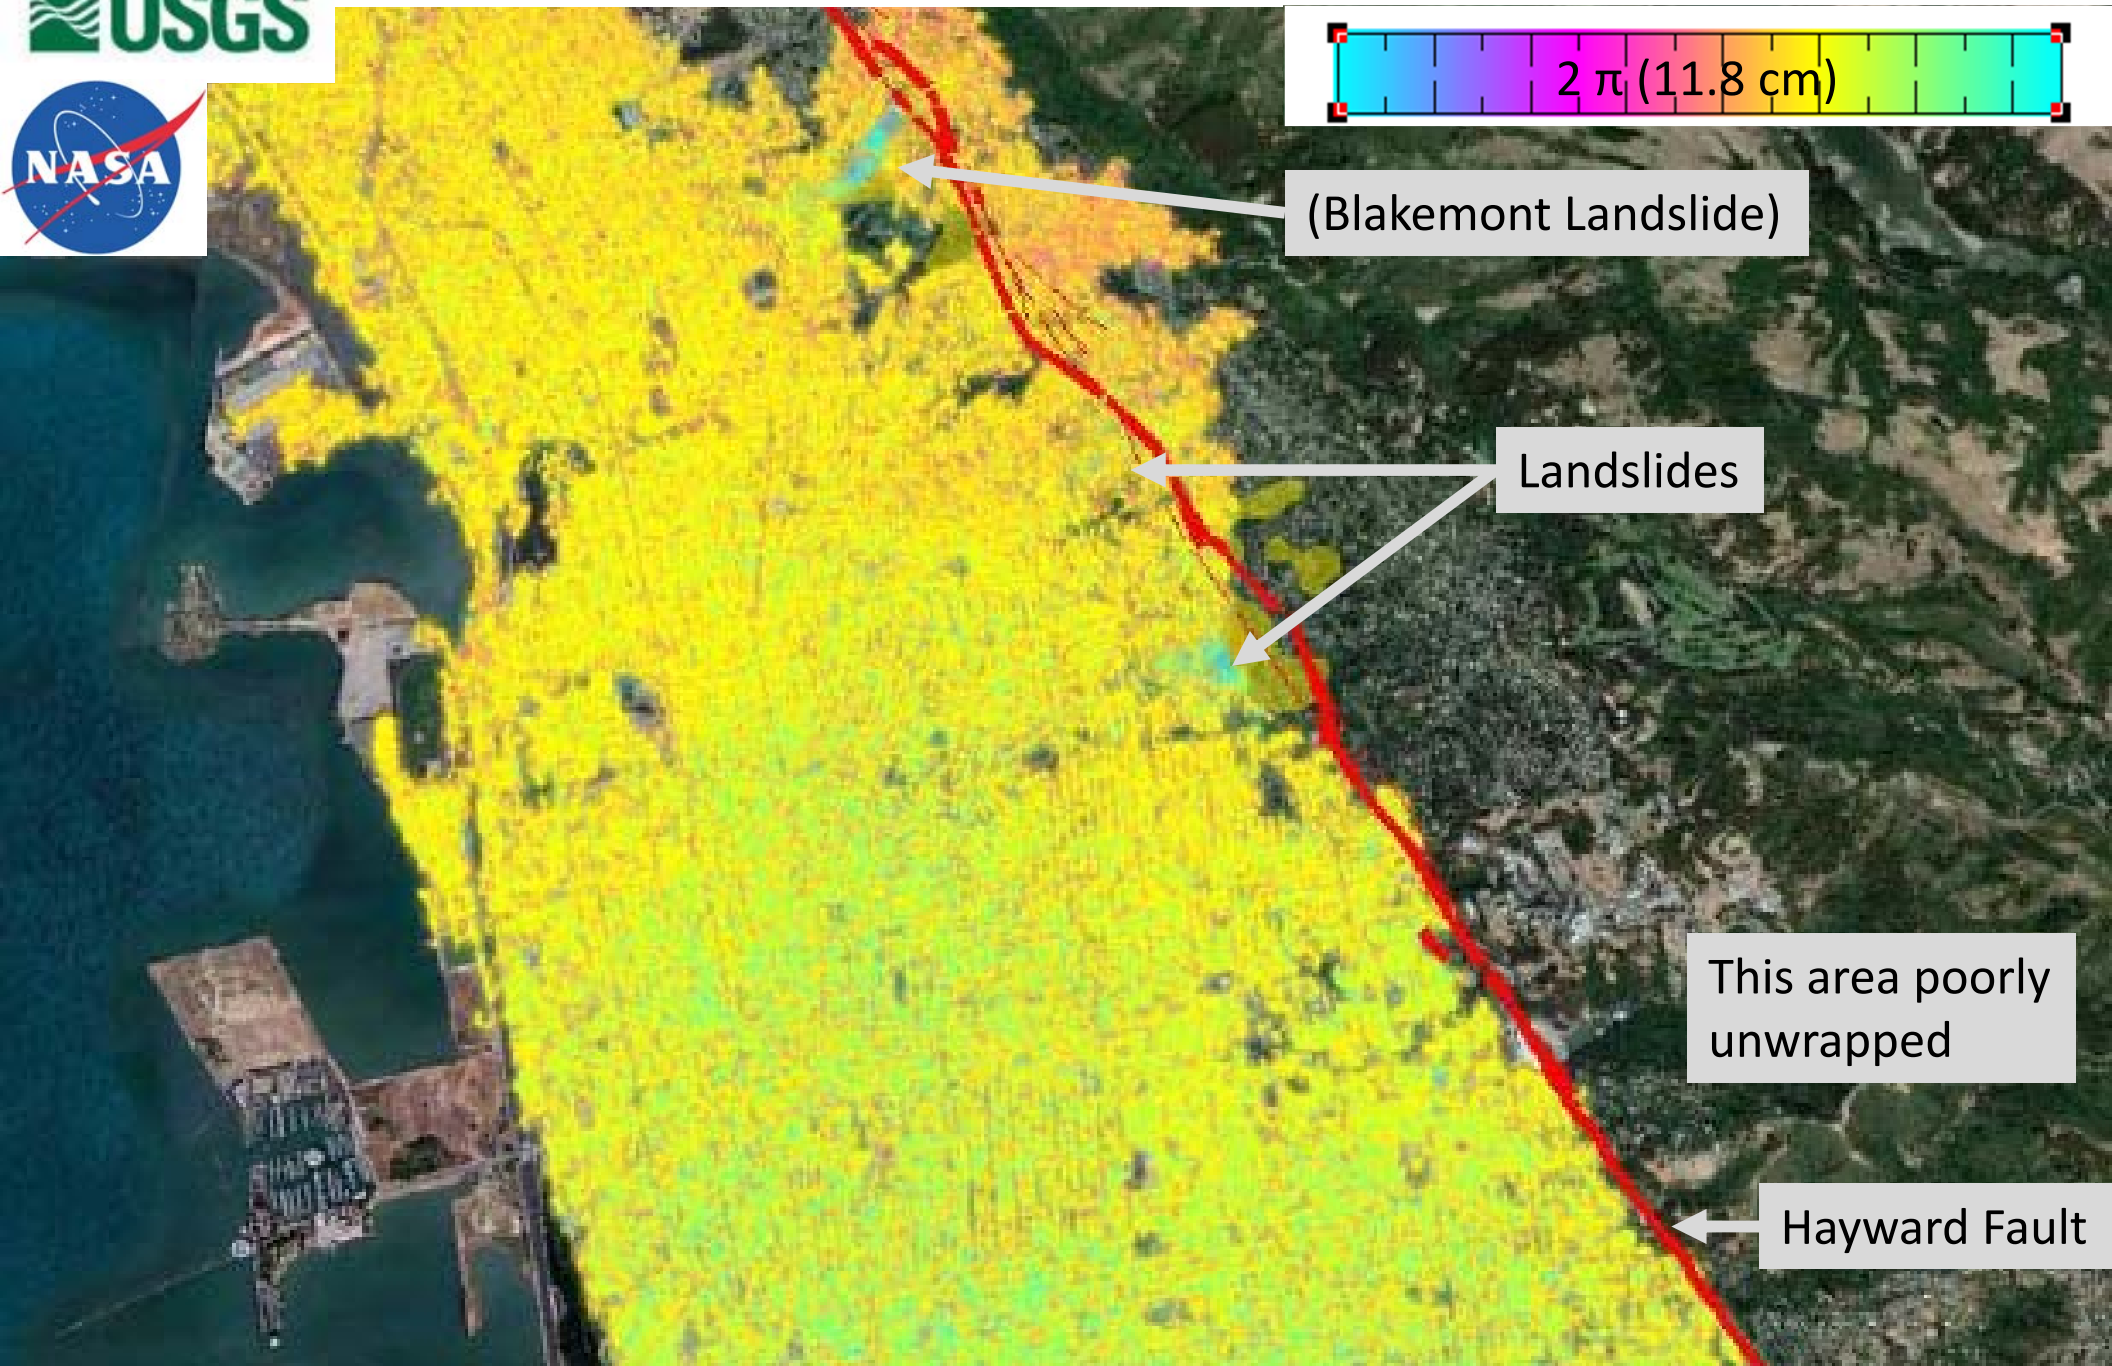 USGS
NASA
2 π (11.8 cm)
(Blakemont Landslide)
Landslides
This area poorly
unwrapped
Hayward Fault